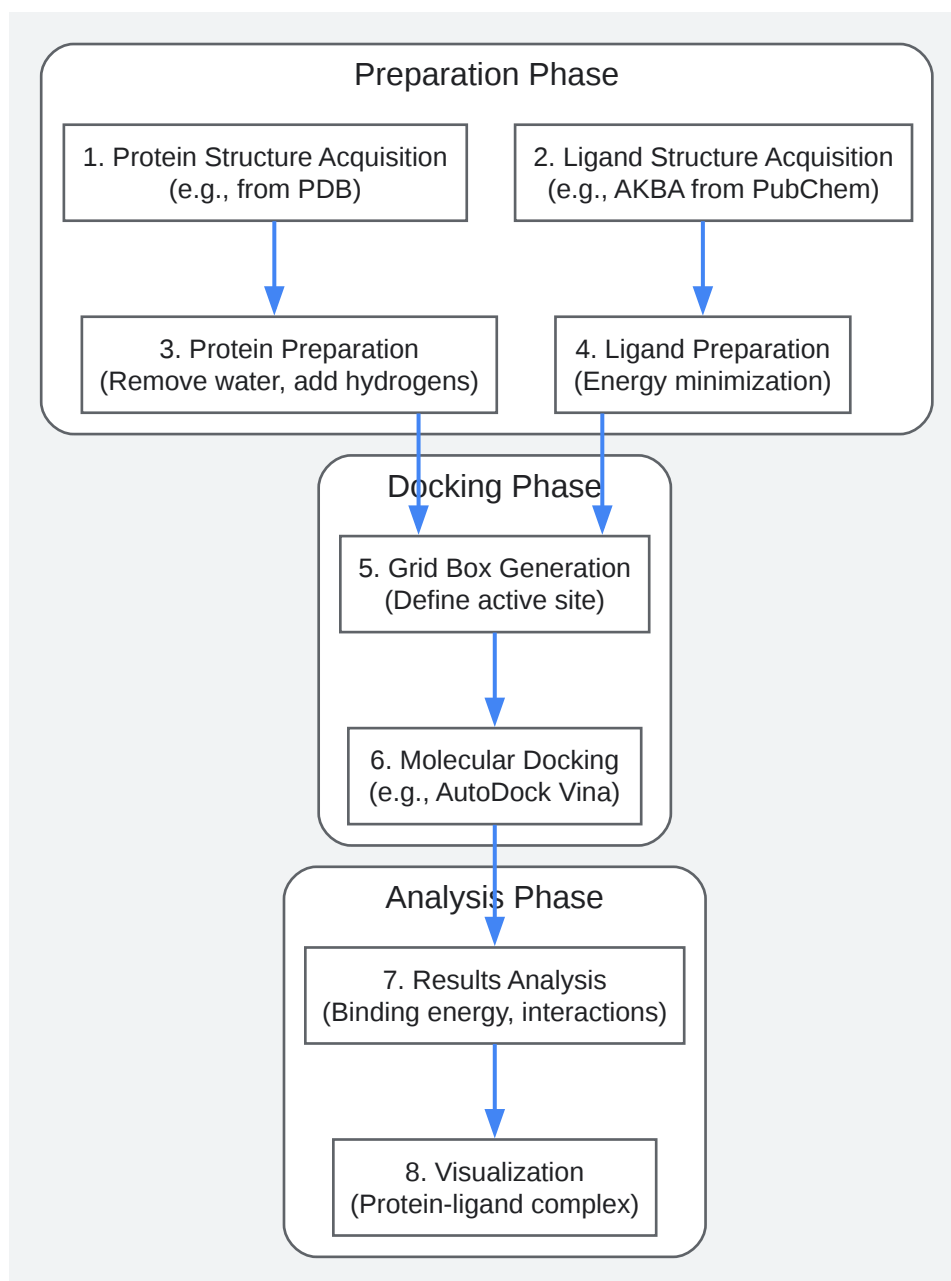 Preparation Phase
1. Protein Structure Acquisition
(e.g., from PDB)
2. Ligand Structure Acquisition
(e.g., AKBA from PubChem)
3. Protein Preparation
(Remove water, add hydrogens)
4. Ligand Preparation
(Energy minimization)
Docking Phase
5. Grid Box Generation
(Define active site)
6. Molecular Docking
(e.g., AutoDock Vina)
Analysis Phase
7. Results Analysis
(Binding energy, interactions)
8. Visualization
(Protein-ligand complex)